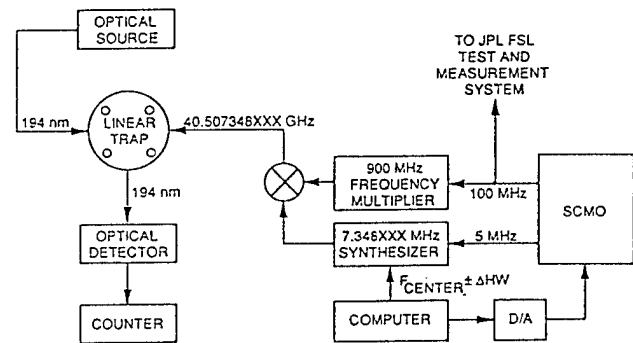 OPTICAL
SOURCE
TO JPL FSL
TEST AND
MEASUREMENT
SYSTEM
194 nm
LINEAR
TRAP
40.507348XXX GHz
194 nm
900 MHz
FREQUENCY
MULTIPLIER
100 MHz
SCMO
OPTICAL
DETECTOR
7.348XXX MHz
SYNTHESIZER
5 MHz
FCENTER ± ΔHW
COUNTER
COMPUTER
D/A